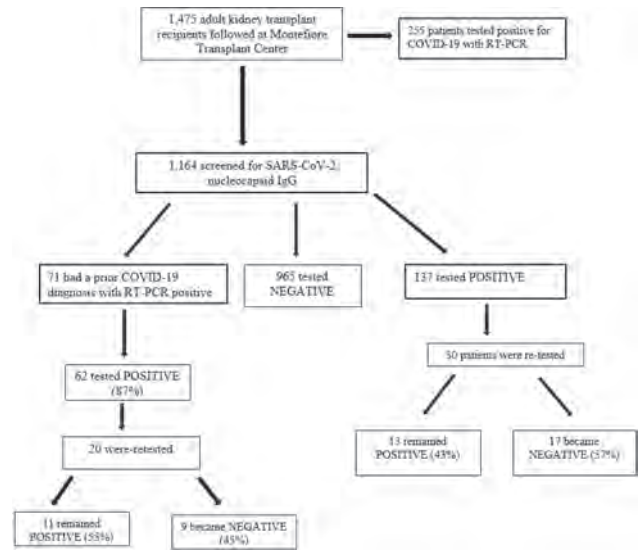 1,475 adult kidney transplant
recipients followed at Montefiore
Transplant Center
255 patients tested positive for
COVID-19 with RT-PCR
1,164 screened for SARS-CoV-2
nucleocapsid IgG
71 had a prior COVID-19
diagnosis with RT-PCR positive
965 tested
NEGATIVE
137 tested POSITIVE
62 tested POSITIVE
(87%)
30 patients were re-tested
20 were-retested
13 remained
POSITIVE (43%)
17 became
NEGATIVE (57%)
11 remained
POSITIVE (55%)
9 became NEGATIVE
(45%)